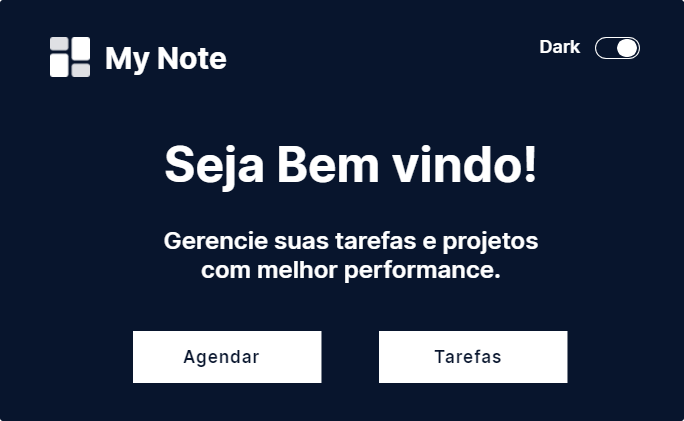 My Note
Dark
Seja Bem vindo!
Gerencie suas tarefas e projetos
com melhor performance.
Agendar
Tarefas